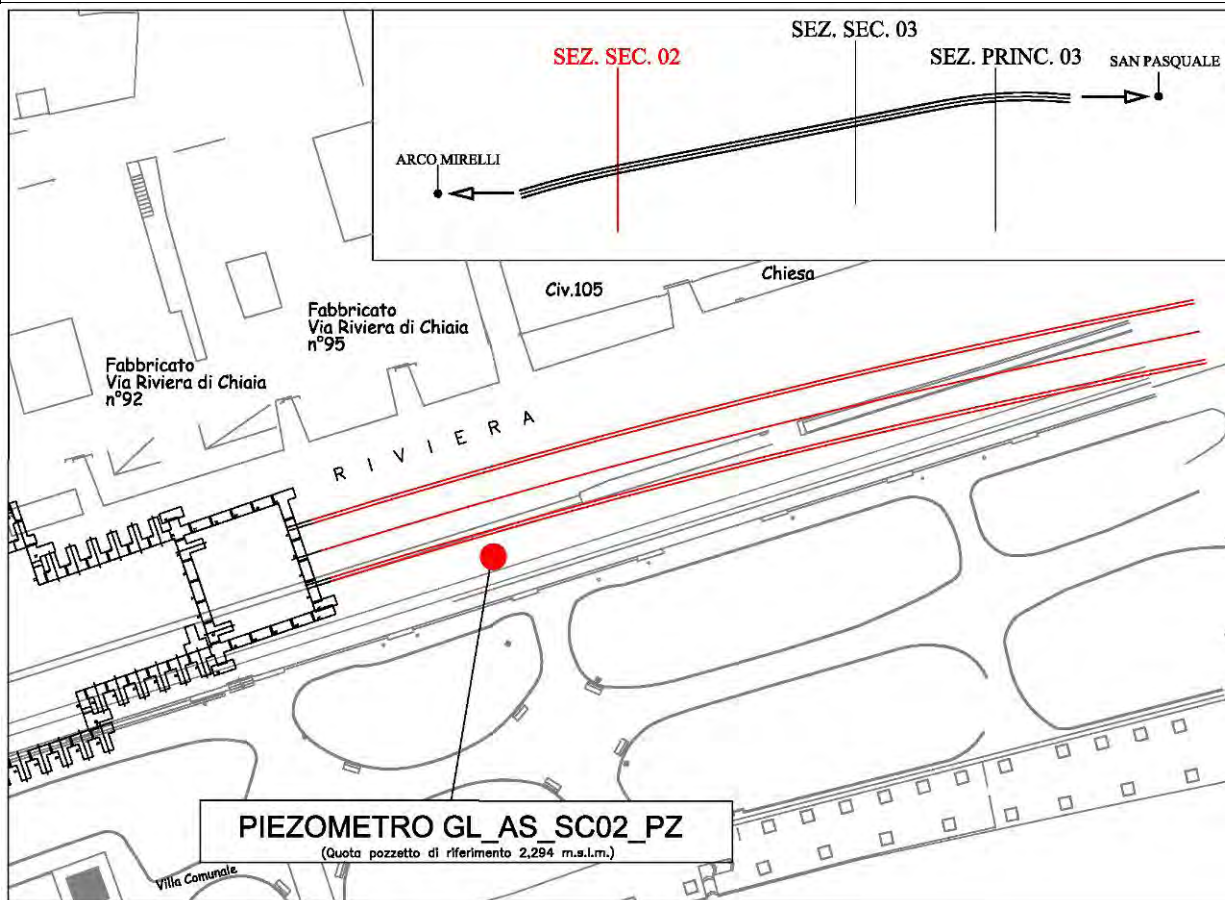 SEZ. SEC. 02
SEZ. SEC. 03
SEZ. PRINC. 03
SAN PASQUALE
ARCO MIRELLI
Civ.105
Chiesa
Fabbricato
Via Riviera di Chiaia
n°95
Fabbricato
Via Riviera di Chiaia
n°92
RIVIERA
PIEZOMETRO GL_AS_SC02_PZ
(Quota pozzetto di riferimento 2,294 m.s.l.m.)
Villa Comunale